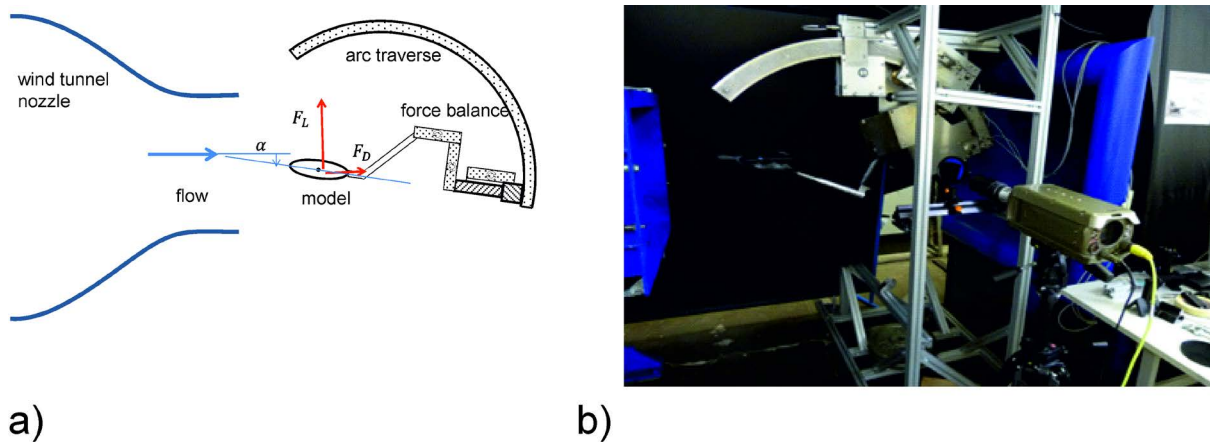 arc traverse
wind tunnel
nozzle
force balance
F_L
α
F_D
flow
model
a)
b)